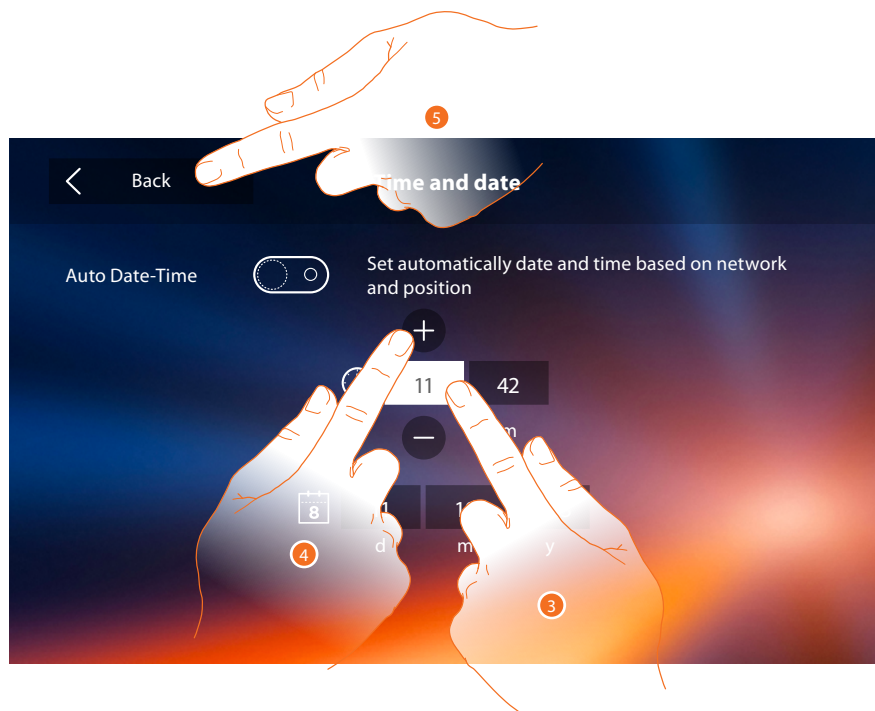 5
Back
Time and date
Auto Date-Time
Set automatically date and time based on network
and position
+
11 42
–
8
d m y
4
3